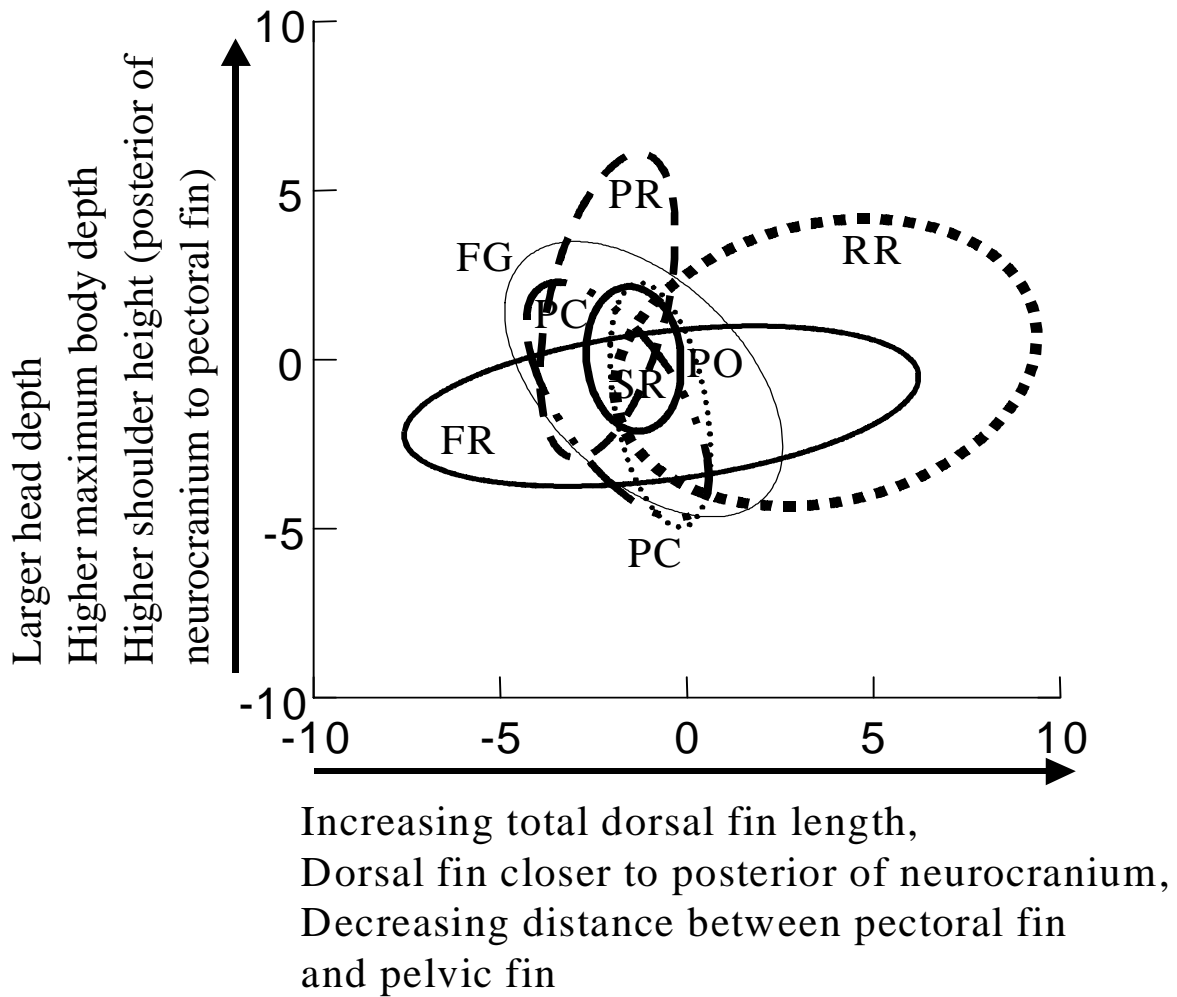 Larger head depth
Higher maximum body depth
Higher shoulder height (posterior of
neurocranium to pectoral fin)
10
5
0
-5
-10
PR
FG
RR
PC
PO
SR
FR
PC
-10
-5
0
5
10
Increasing total dorsal fin length,
Dorsal fin closer to posterior of neurocranium,
Decreasing distance between pectoral fin
and pelvic fin